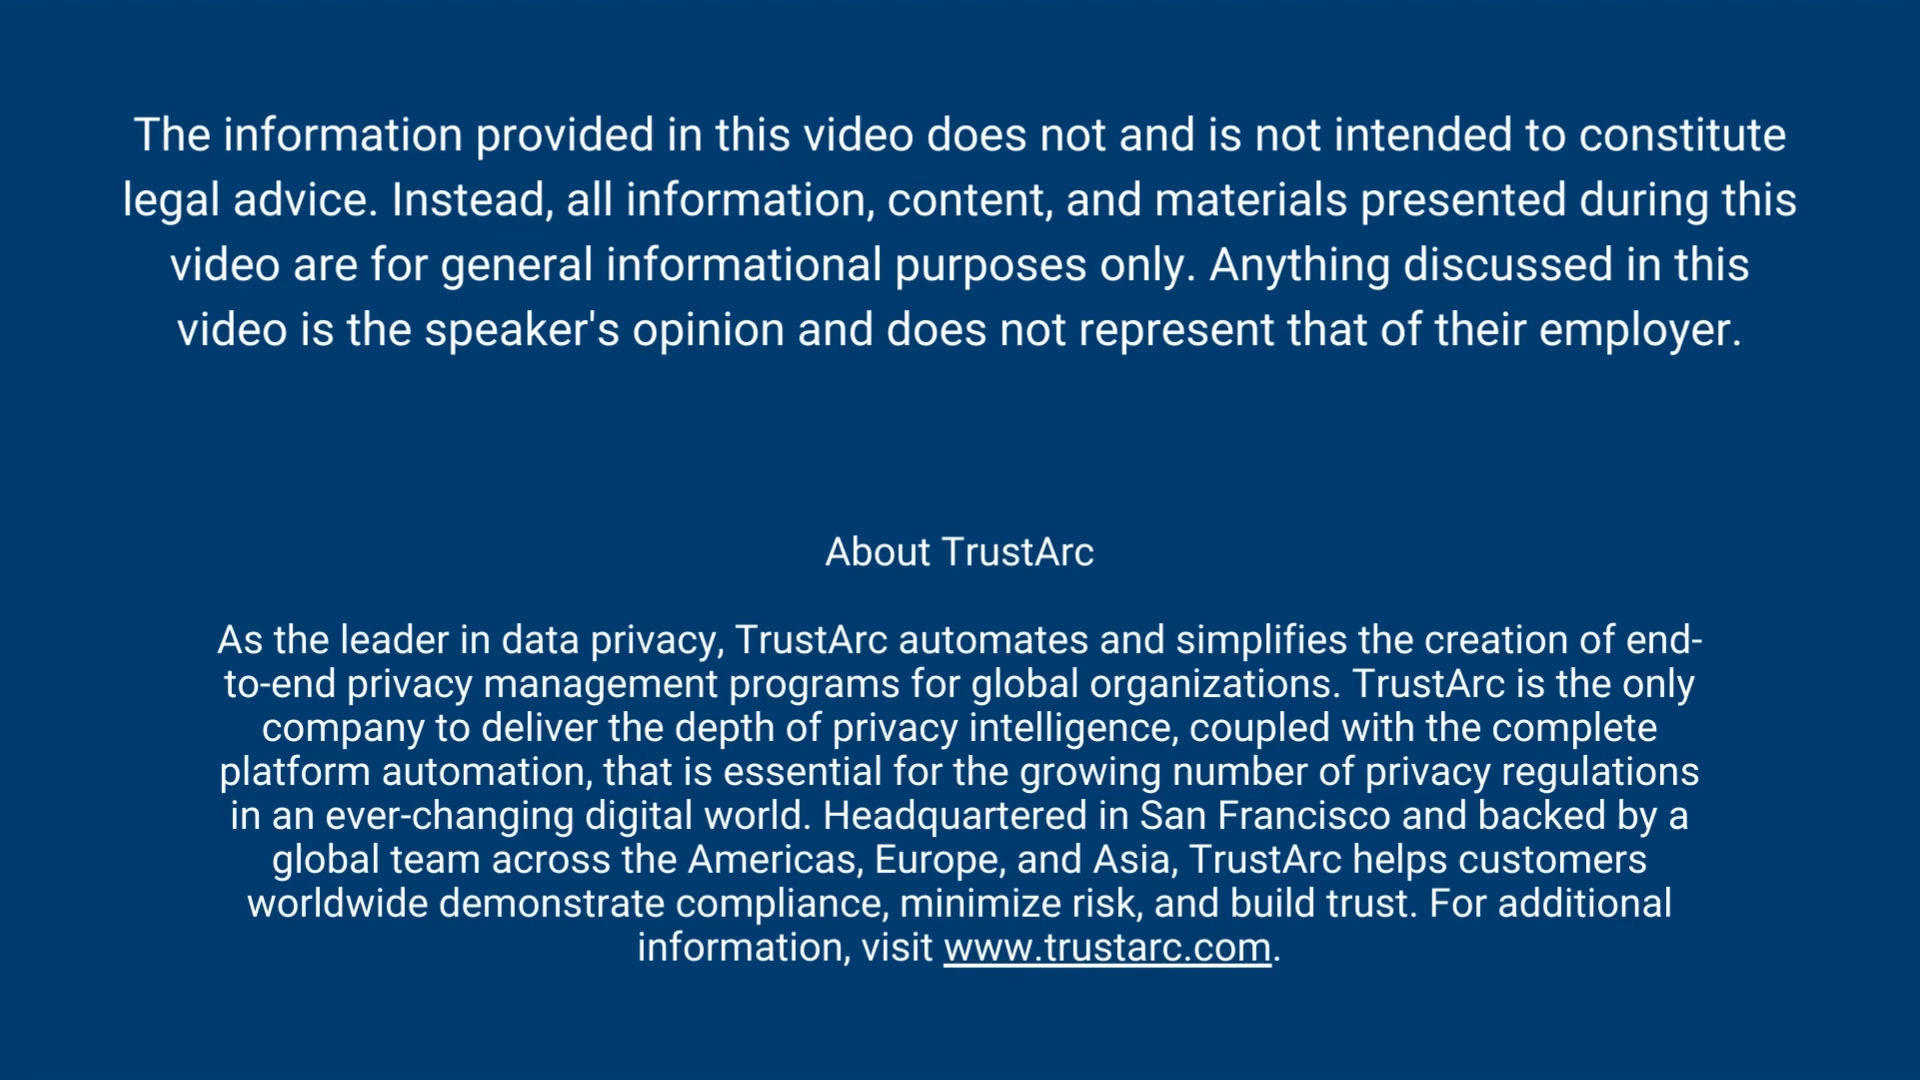 The information provided in this video does not and is not intended to constitute
legal advice. Instead, all information, content, and materials presented during this
video are for general informational purposes only. Anything discussed in this
video is the speaker's opinion and does not represent that of their employer.
About TrustArc
As the leader in data privacy, TrustArc automates and simplifies the creation of end-
to-end privacy management programs for global organizations. TrustArc is the only
company to deliver the depth of privacy intelligence, coupled with the complete
platform automation, that is essential for the growing number of privacy regulations
in an ever-changing digital world. Headquartered in San Francisco and backed by a
global team across the Americas, Europe, and Asia, TrustArc helps customers
worldwide demonstrate compliance, minimize risk, and build trust. For additional
information, visit www.trustarc.com.